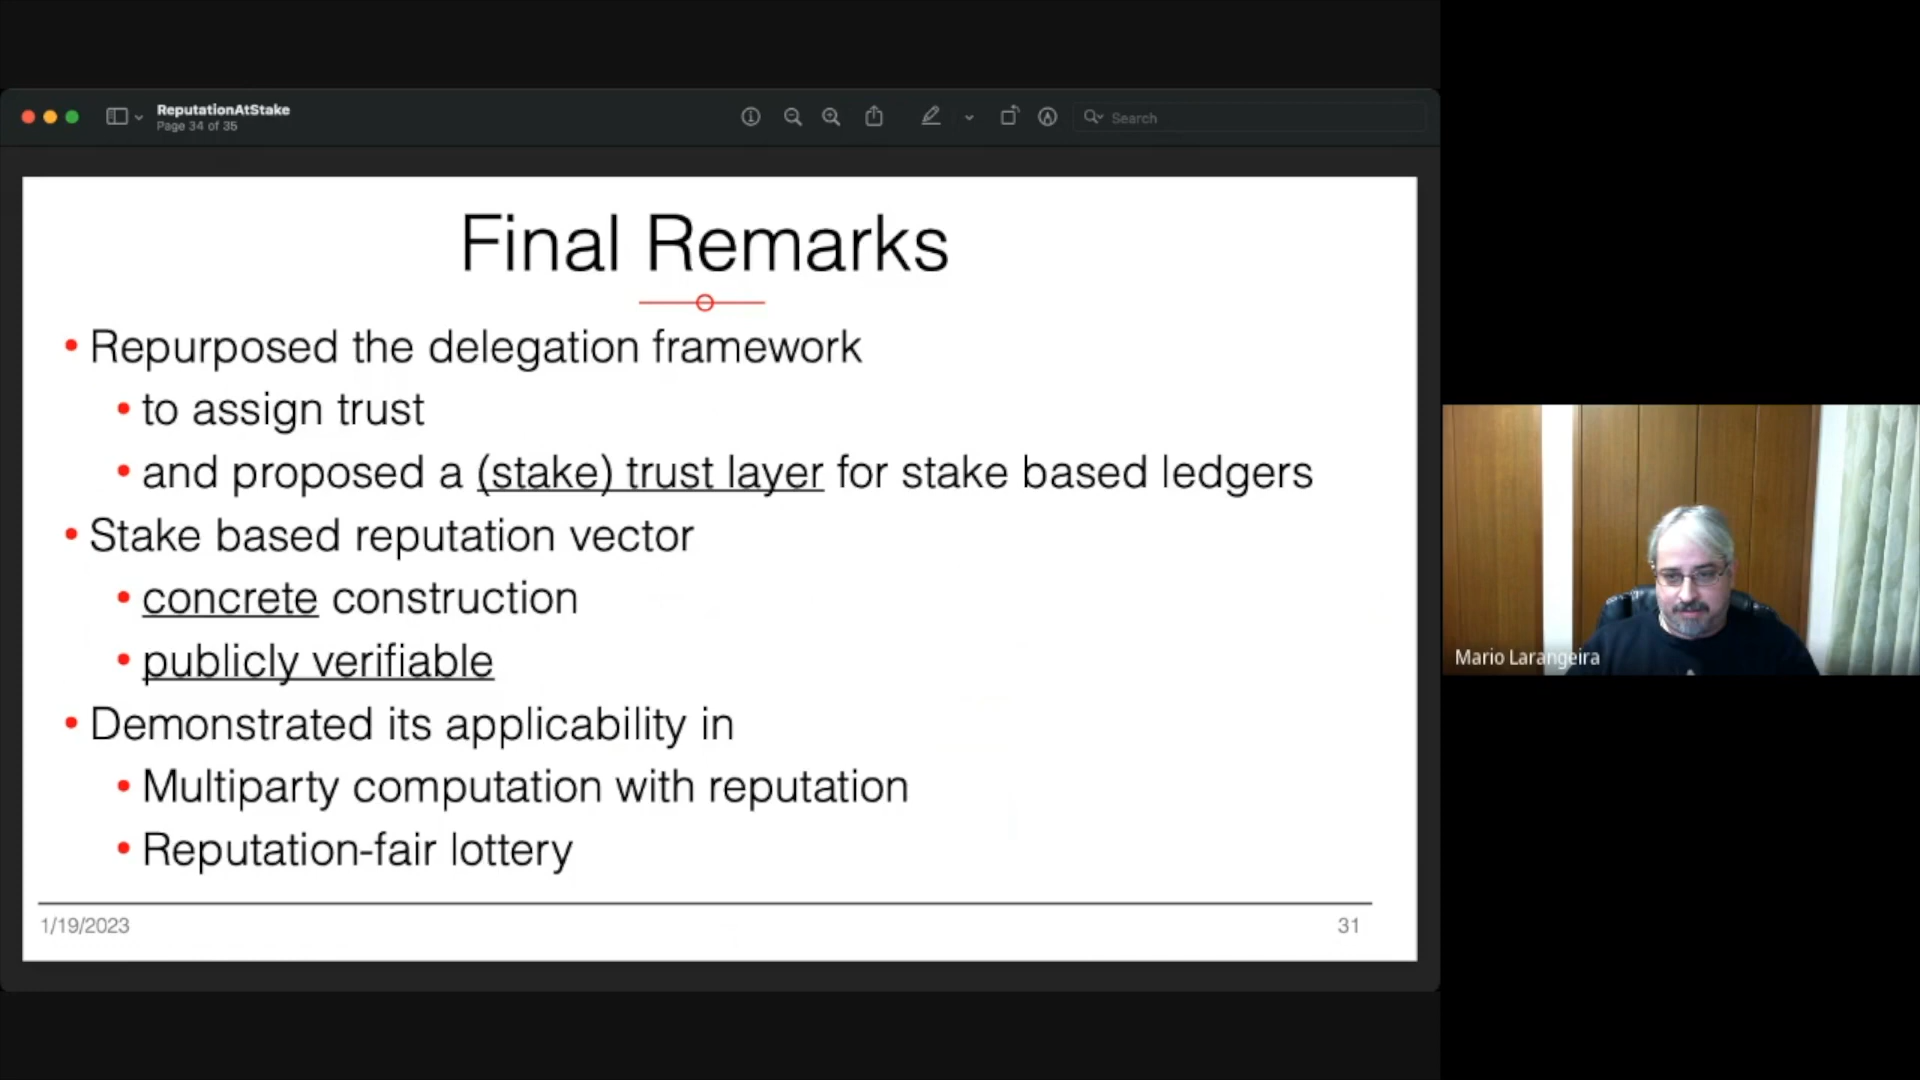 ReputationAtStake
Page 34 of 35
Search
Final Remarks
• Repurposed the delegation framework
• to assign trust
• and proposed a (stake) trust layer for stake based ledgers
• Stake based reputation vector
• concrete construction
• publicly verifiable
• Demonstrated its applicability in
• Multiparty computation with reputation
• Reputation-fair lottery
1/19/2023
31
Mario Larangeira